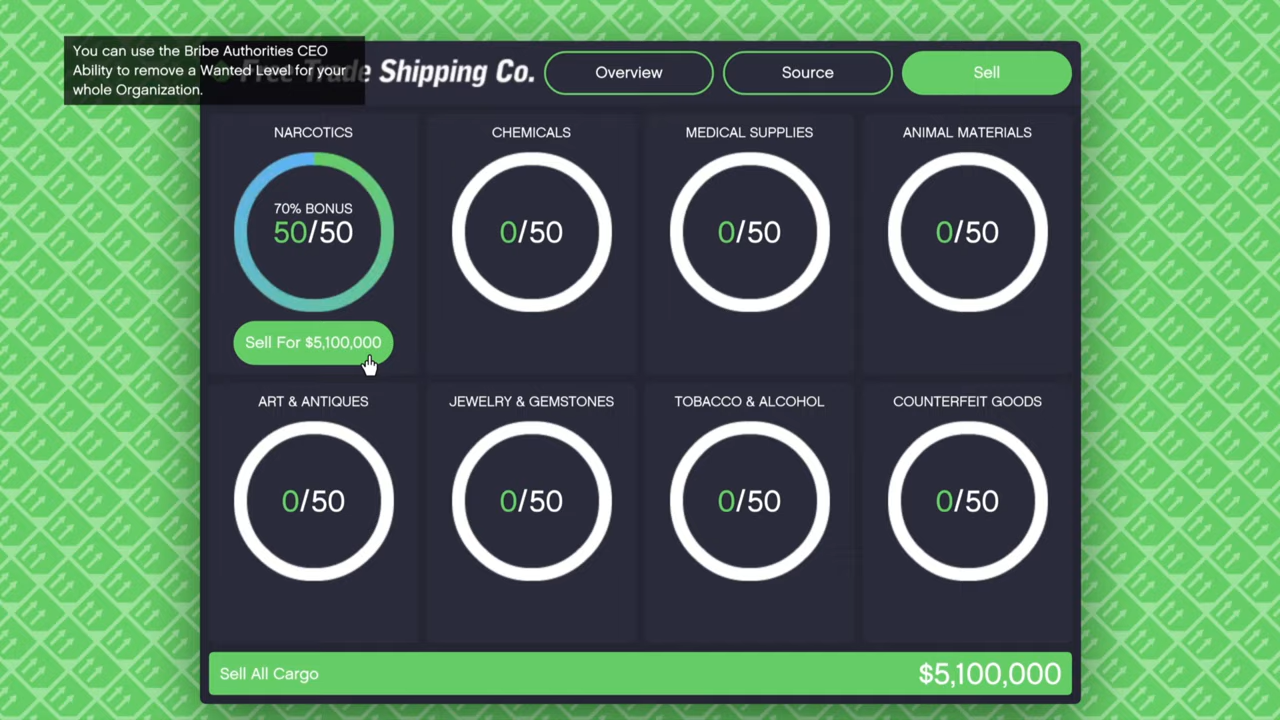 You can use the Bribe Authorities CEO
Ability to remove a Wanted Level for your
whole Organization.
Free Trade Shipping Co.
Overview
Source
Sell
NARCOTICS
CHEMICALS
MEDICAL SUPPLIES
ANIMAL MATERIALS
70% BONUS
50/50
0/50
0/50
0/50
Sell For $5,100,000
ART & ANTIQUES
JEWELRY & GEMSTONES
TOBACCO & ALCOHOL
COUNTERFEIT GOODS
0/50
0/50
0/50
0/50
Sell All Cargo
$5,100,000